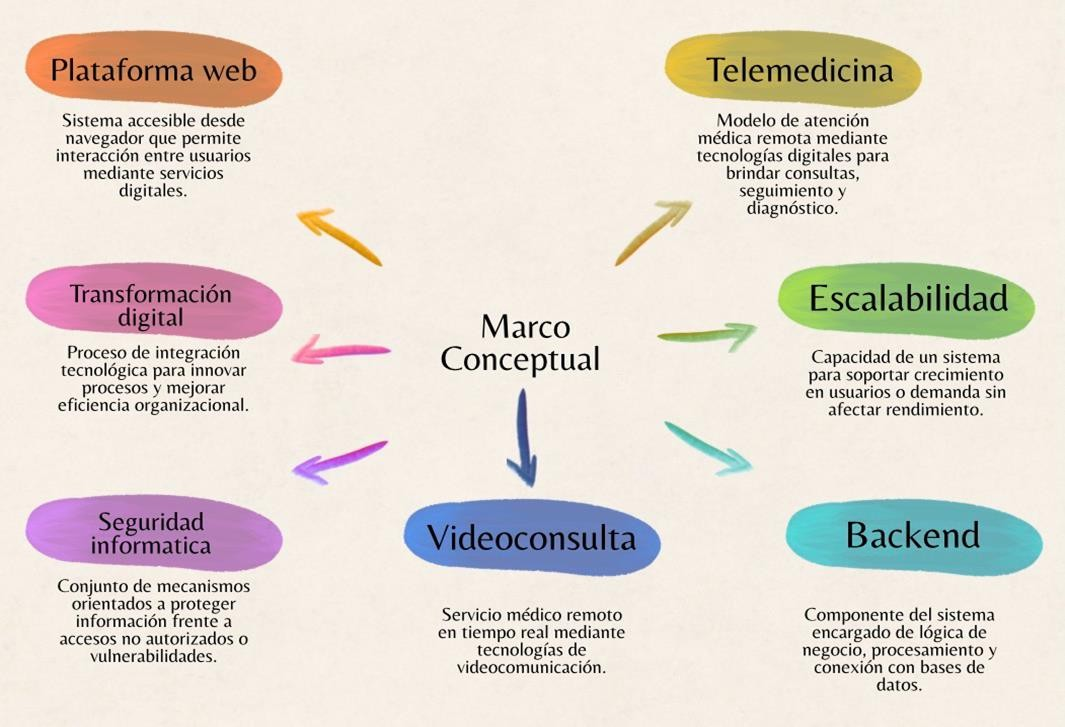 Plataforma web
Sistema accesible desde
navegador que permite
interacción entre usuarios
mediante servicios
digitales.
Telemedicina
Modelo de atención
médica remota mediante
tecnologías digitales para
brindar consultas,
seguimiento y
diagnóstico.
Transformación
digital
Proceso de integración
tecnológica para innovar
procesos y mejorar
eficiencia organizacional.
Marco
Conceptual
Escalabilidad
Capacidad de un sistema
para soportar crecimiento
en usuarios o demanda sin
afectar rendimiento.
Seguridad
informatica
Conjunto de mecanismos
orientados a proteger
información frente a
accesos no autorizados o
vulnerabilidades.
Videoconsulta
Servicio médico remoto
en tiempo real mediante
tecnologías de
videocomunicación.
Backend
Componente del sistema
encargado de lógica de
negocio, procesamiento y
conexión con bases de
datos.